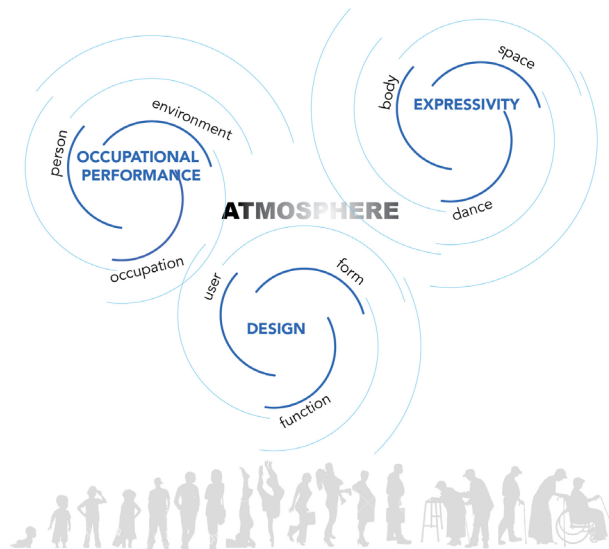 space
body
EXPRESSIVITY
dance
environment
person
OCCUPATIONAL
PERFORMANCE
occupation
ATMOSPHERE
form
user
DESIGN
function